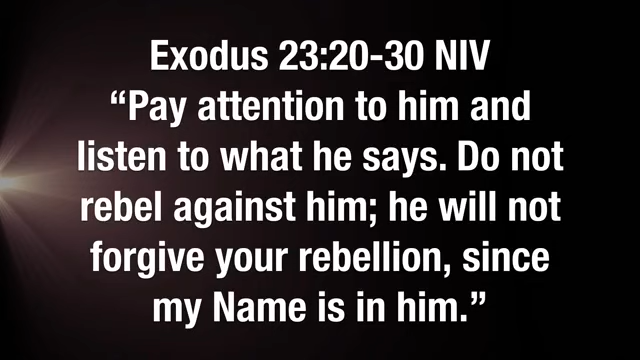 Exodus 23:20-30 NIV
“Pay attention to him and
listen to what he says. Do not
rebel against him; he will not
forgive your rebellion, since
my Name is in him.”